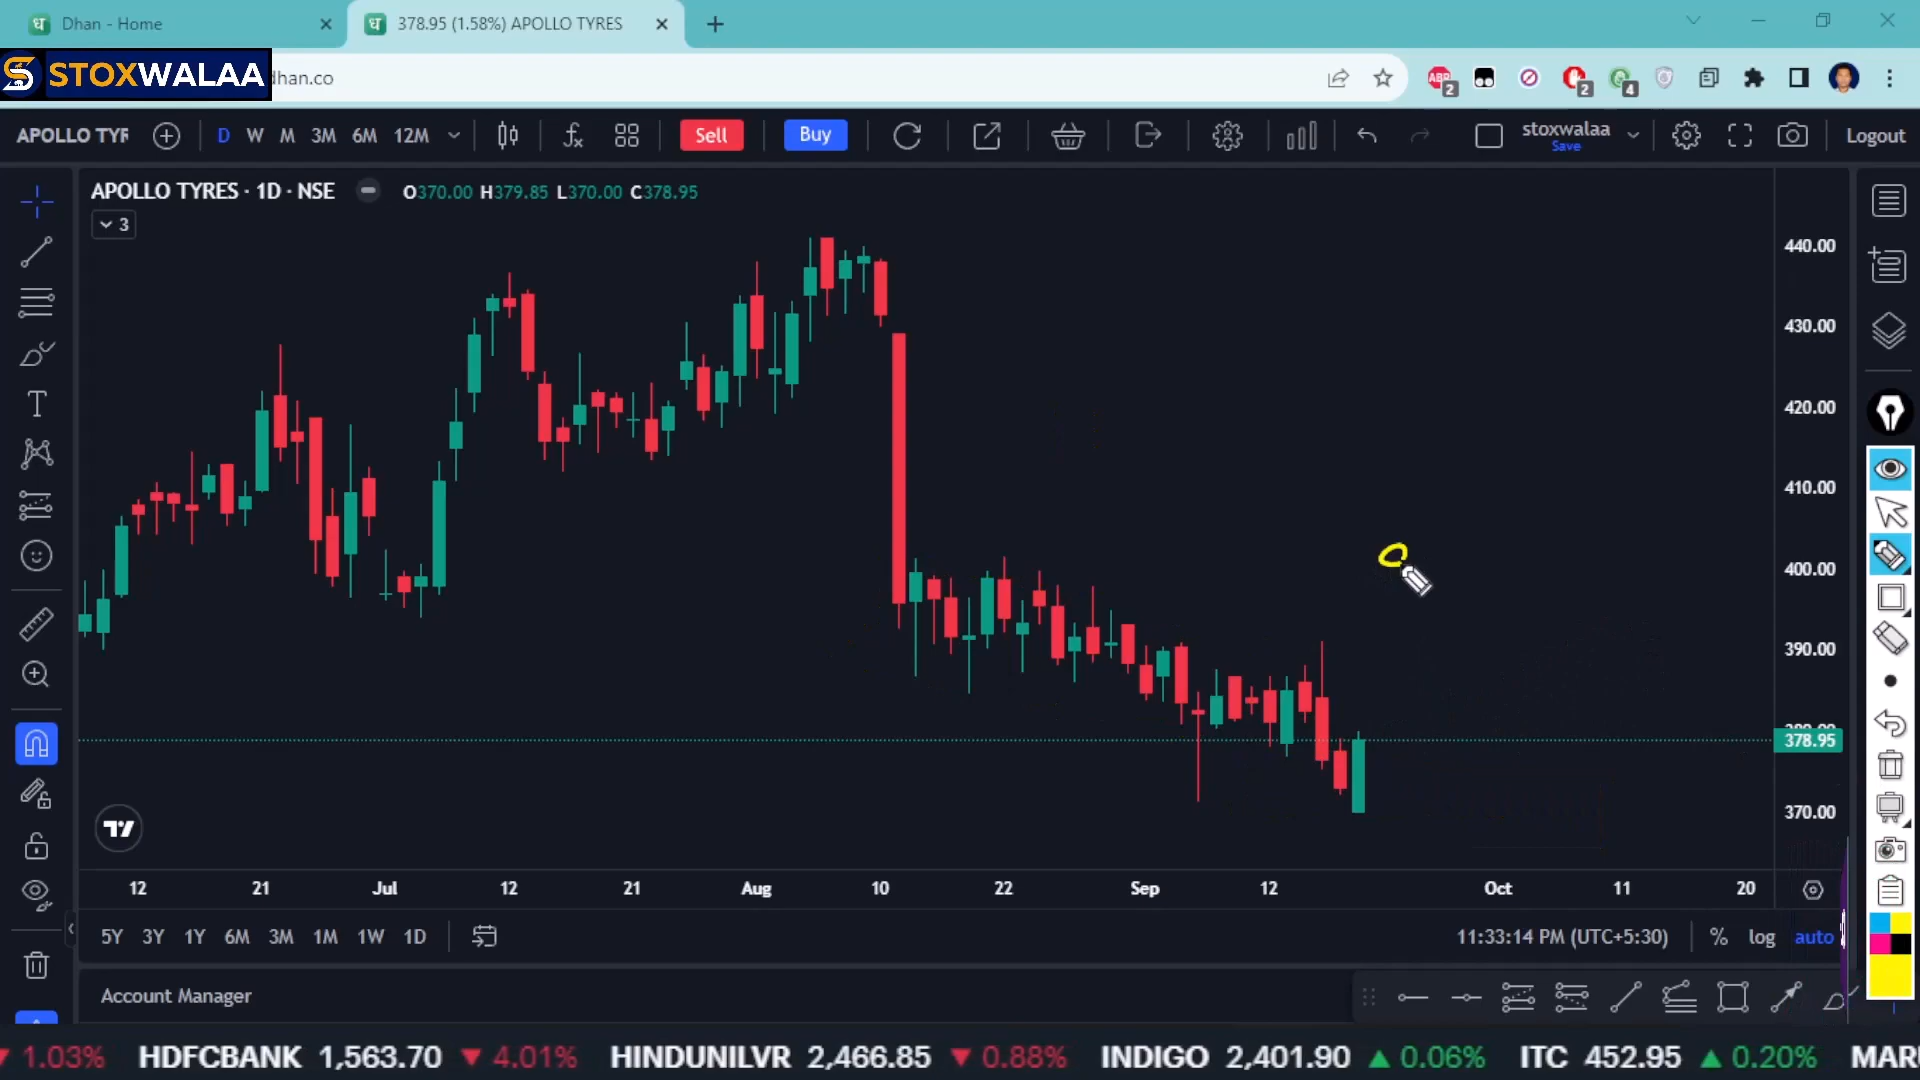 Dhan - Home
378.95 (1.58%) APOLLO TYRES
STOXWALAA
dhan.co
ABP 2
2
4
APOLLO TYR
D W M 3M 6M 12M
Sell
Buy
stoxwalaa
Save
Logout
APOLLO TYRES · 1D · NSE
O370.00 H379.85 L370.00 C378.95
3
440.00
430.00
420.00
410.00
400.00
390.00
378.95
370.00
12 21 Jul 12 21 Aug 10 22 Sep 12 Oct 11 20
5Y 3Y 1Y 6M 3M 1M 1W 1D
11:33:14 PM (UTC+5:30) % log auto
Account Manager
1.03% HDFCBANK 1,563.70 ▼ 4.01% HINDUNILVR 2,466.85 ▼ 0.88% INDIGO 2,401.90 ▲ 0.06% ITC 452.95 ▲ 0.20%